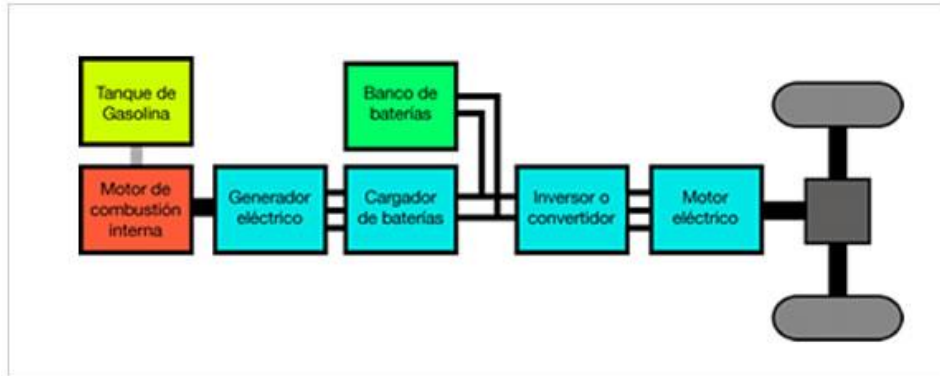 Tanque de
Gasolina
Banco de
baterías
Motor de
combustión
interna
Generador
eléctrico
Cargador
de baterías
Inversor o
convertidor
Motor
eléctrico